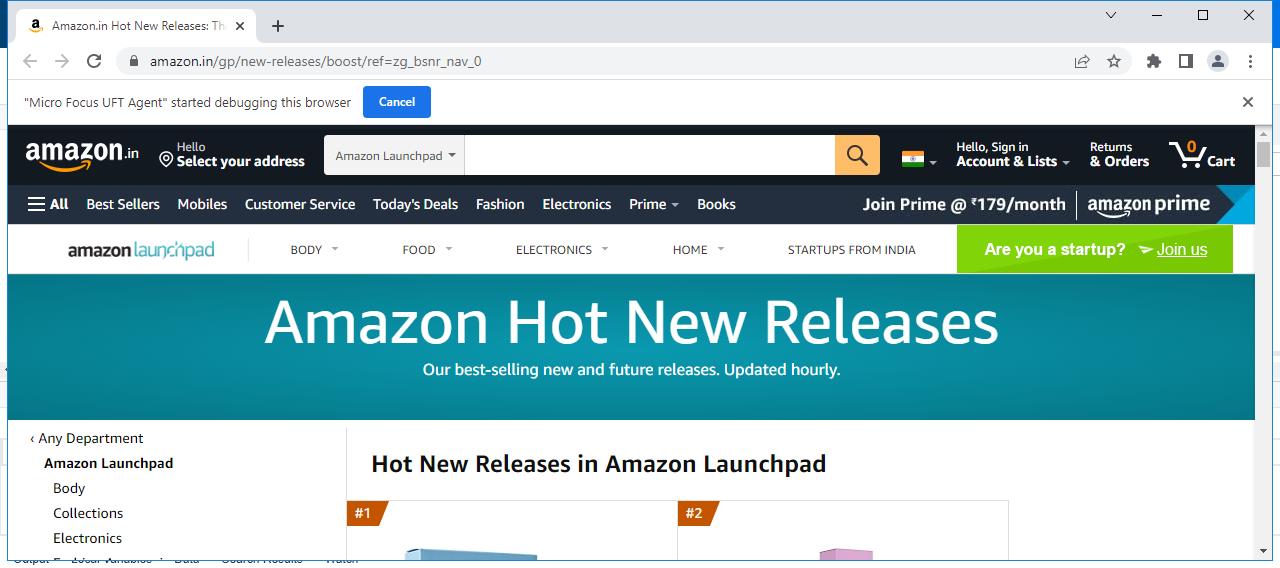 Amazon.in Hot New Releases: Th
amazon.in/gp/new-releases/boost/ref=zg_bsnr_nav_0
"Micro Focus UFT Agent" started debugging this browser Cancel
amazon.in
Hello
Select your address
Amazon Launchpad
Hello, Sign in
Account & Lists
Returns
& Orders
0
Cart
All Best Sellers Mobiles Customer Service Today's Deals Fashion Electronics Prime Books Join Prime @ ₹179/month amazon prime
amazon launchpad BODY FOOD ELECTRONICS HOME STARTUPS FROM INDIA Are you a startup? Join us
Amazon Hot New Releases
Our best-selling new and future releases. Updated hourly.
‹ Any Department
Amazon Launchpad
Body
Collections
Electronics
Hot New Releases in Amazon Launchpad
#1 #2